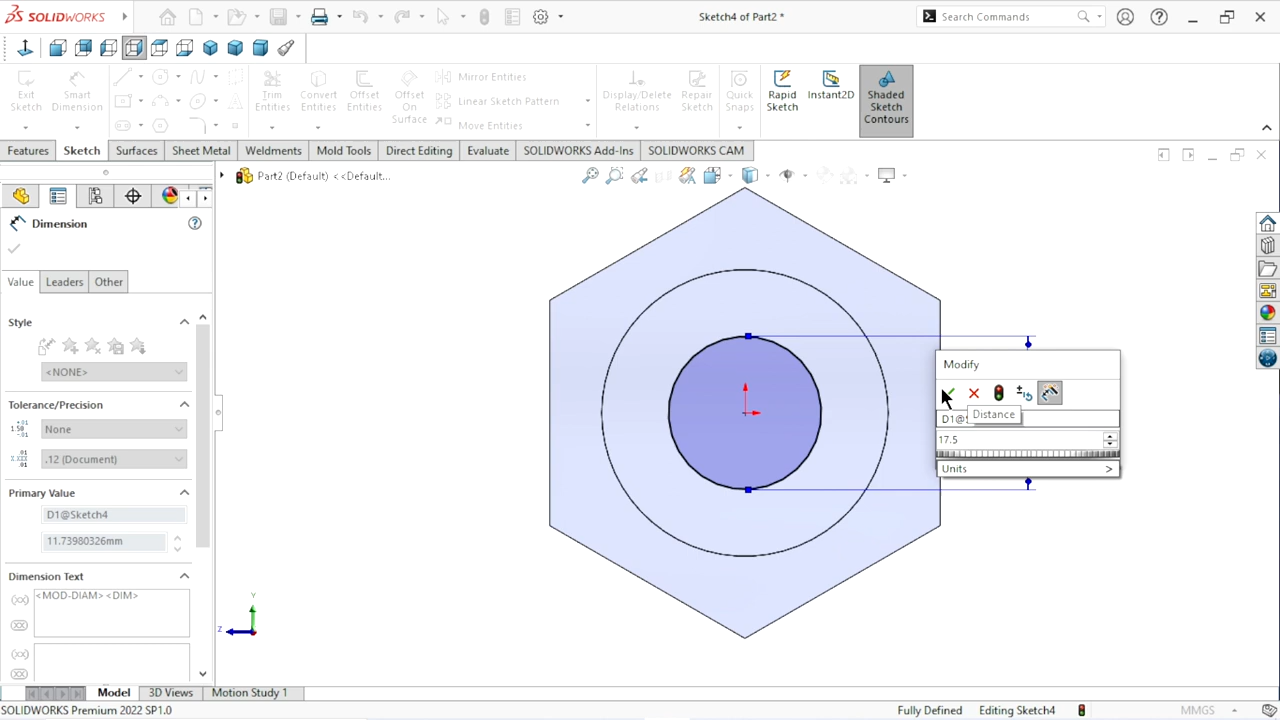 SOLIDWORKS
Sketch4 of Part2 *
Search Commands
Exit Sketch
Smart Dimension
Trim Entities
Convert Entities
Offset Entities
Offset On Surface
Mirror Entities
Linear Sketch Pattern
Move Entities
Display/Delete Relations
Repair Sketch
Quick Snaps
Rapid Sketch
Instant2D
Shaded Sketch Contours
Features
Sketch
Surfaces
Sheet Metal
Weldments
Mold Tools
Direct Editing
Evaluate
SOLIDWORKS Add-Ins
SOLIDWORKS CAM
Part2 (Default) <<Default...
Dimension
Value
Leaders
Other
Style
<NONE>
Tolerance/Precision
None
.12 (Document)
Primary Value
D1@Sketch4
11.73980326mm
Dimension Text
<MOD-DIAM><DIM>
Modify
D1@
Distance
17.5
Units
Y
Z
Model
3D Views
Motion Study 1
SOLIDWORKS Premium 2022 SP1.0
Fully Defined
Editing Sketch4
MMGS